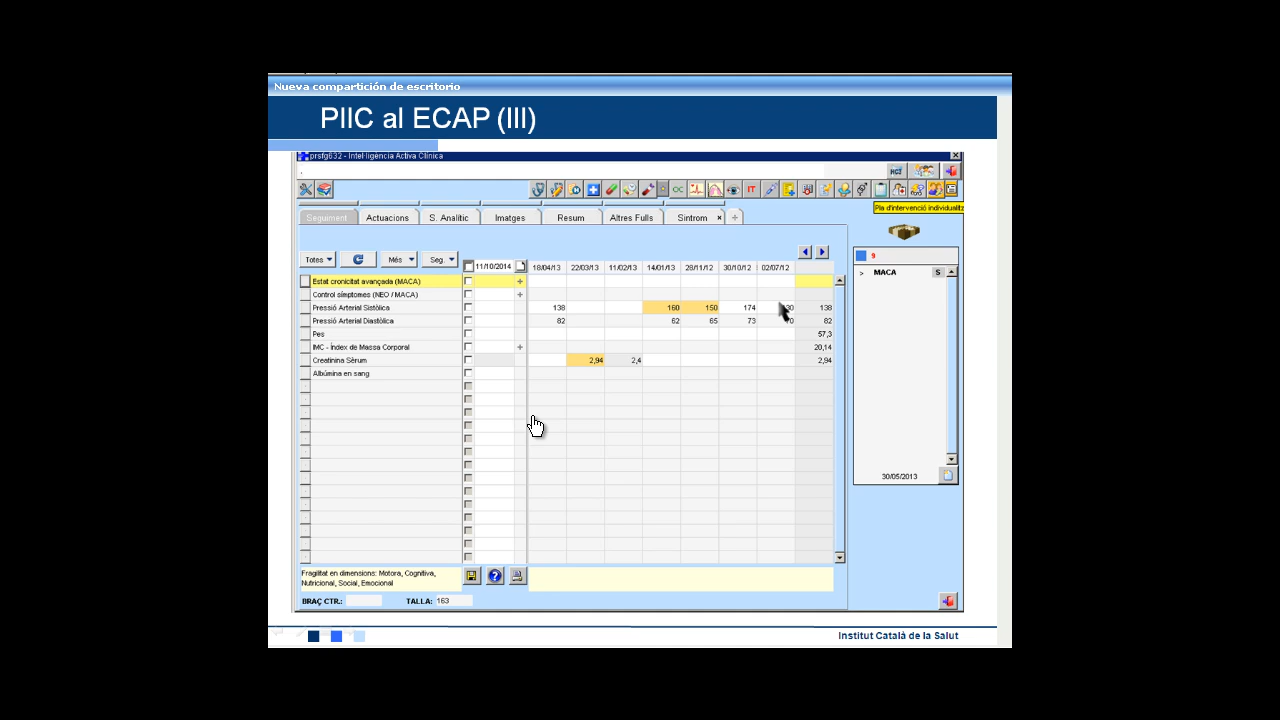 Nueva compartición de escritorio
PIIC al ECAP (III)
prsfg632 - Intel·ligència Activa Clínica
HC3
OC
IT
Pla d'intervenció individualitz
Seguiment Actuacions S. Analític Imatges Resum Altres Fulls Sintrom × +
Totes Més Seg. 11/10/2014 18/04/13 22/03/13 11/02/13 14/01/13 28/11/12 30/10/12 02/07/12
9
> MACA S
Estat cronicitat avançada (MACA) +
Control símptomes (NEO / MACA) +
Pressió Arterial Sistòlica 138 160 150 174 138
Pressió Arterial Diastòlica 82 62 65 73 82
Pes 57,3
IMC - Índex de Massa Corporal + 20,14
Creatinina Sèrum 2,94 2,4 2,94
Albúmina en sang
30/05/2013
Fragilitat en dimensions: Motora, Cognitiva,
Nutricional, Social, Emocional
BRAÇ CTR.: TALLA: 163
Institut Català de la Salut